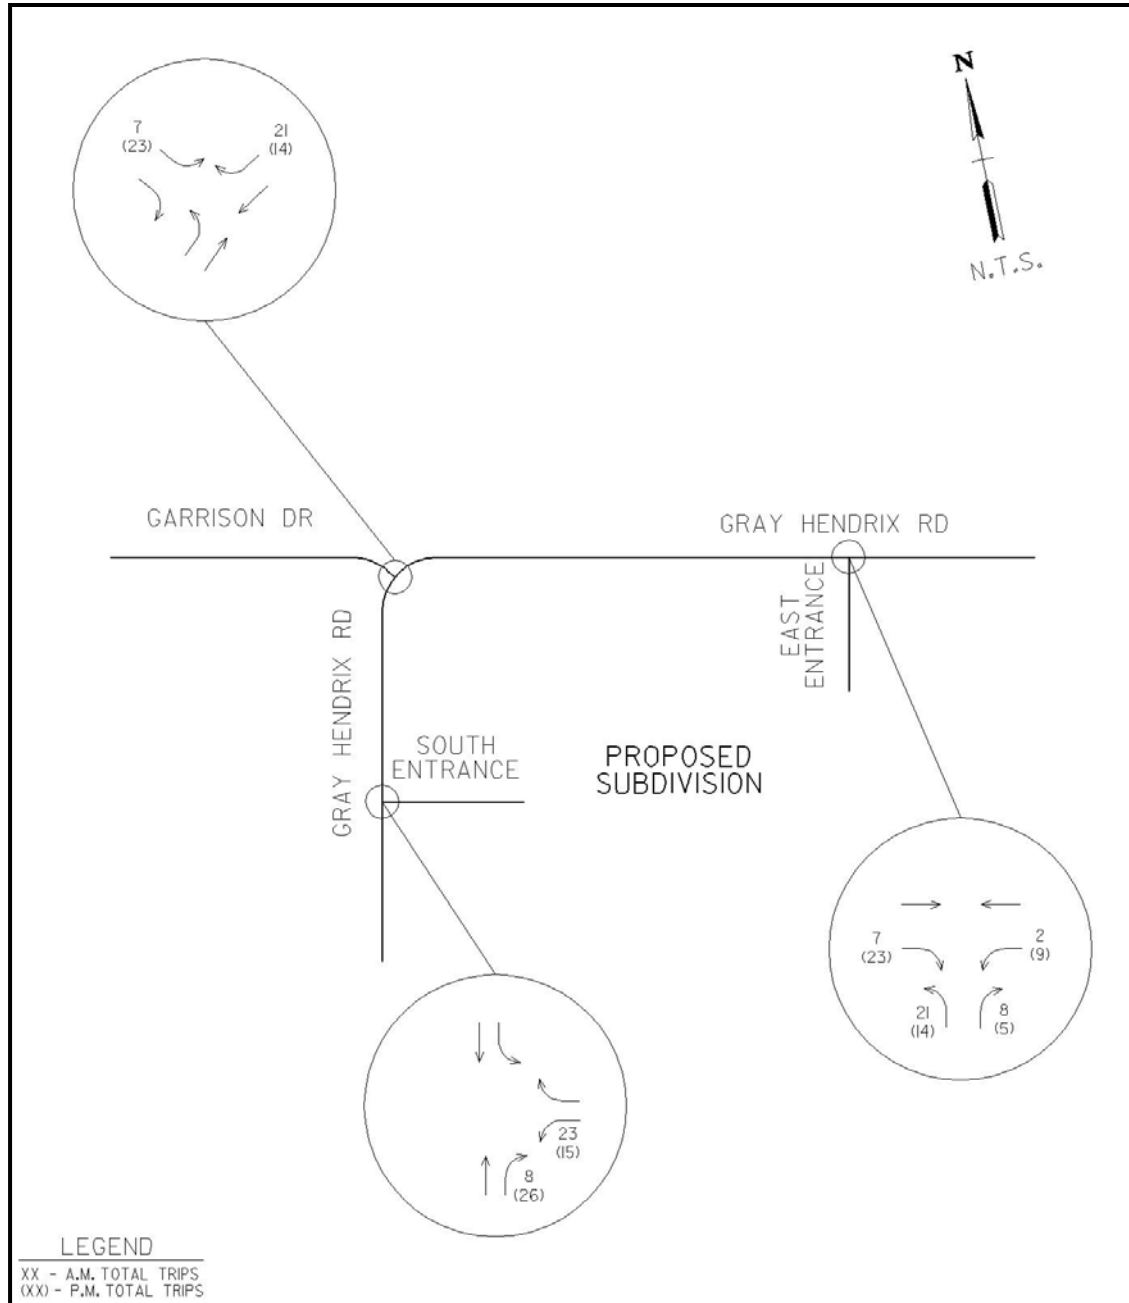 N
N.T.S.
7
(23)
21
(14)
GARRISON DR
GRAY HENDRIX RD
EAST
ENTRANCE
GRAY HENDRIX RD
SOUTH
ENTRANCE
PROPOSED
SUBDIVISION
7
(23)
2
(9)
21
(14)
8
(5)
23
(15)
8
(26)
LEGEND
XX - A.M. TOTAL TRIPS
(XX) - P.M. TOTAL TRIPS